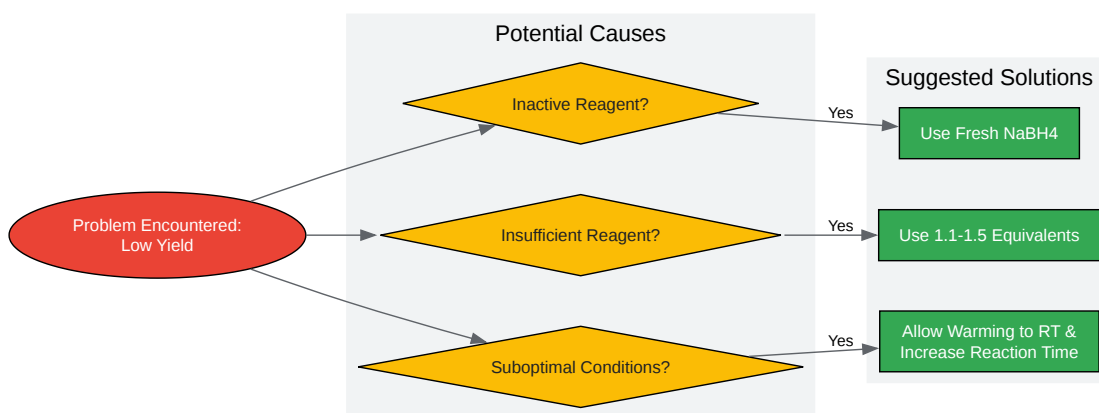 Potential Causes
Suggested Solutions
Problem Encountered:
Low Yield
Inactive Reagent?
Yes
Use Fresh NaBH4
Insufficient Reagent?
Yes
Use 1.1-1.5 Equivalents
Suboptimal Conditions?
Yes
Allow Warming to RT &
Increase Reaction Time